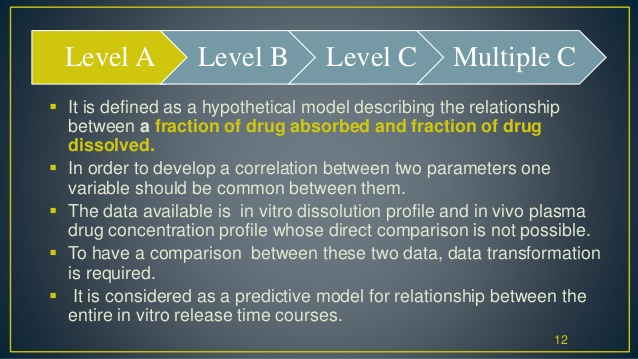 Level A Level B Level C Multiple C
▪ It is defined as a hypothetical model describing the relationship
between a fraction of drug absorbed and fraction of drug
dissolved.
▪ In order to develop a correlation between two parameters one
variable should be common between them.
▪ The data available is in vitro dissolution profile and in vivo plasma
drug concentration profile whose direct comparison is not possible.
▪ To have a comparison between these two data, data transformation
is required.
▪ It is considered as a predictive model for relationship between the
entire in vitro release time courses.
12